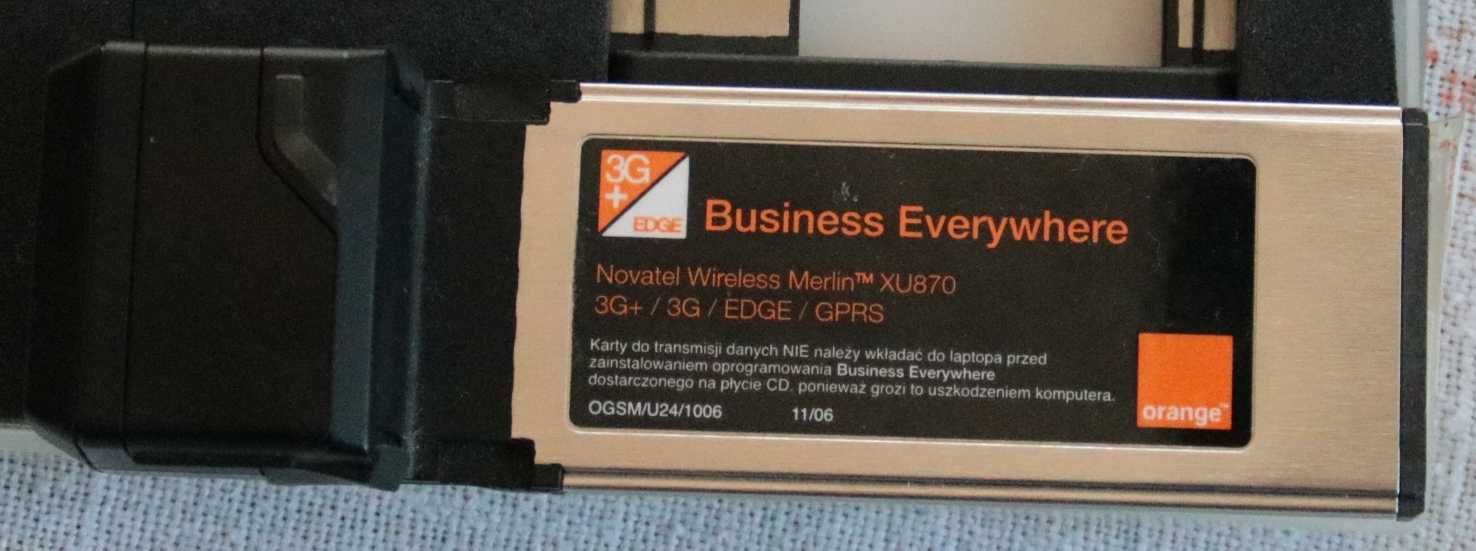 3G
+
EDGE
Business Everywhere
Novatel Wireless Merlin™ XU870
3G+ / 3G / EDGE / GPRS
Karty do transmisji danych NIE należy wkładać do laptopa przed
zainstalowaniem oprogramowania Business Everywhere
dostarczonego na płycie CD. ponieważ grozi to uszkodzeniem komputera.
OGSM/U24/1006 11/06
orange™